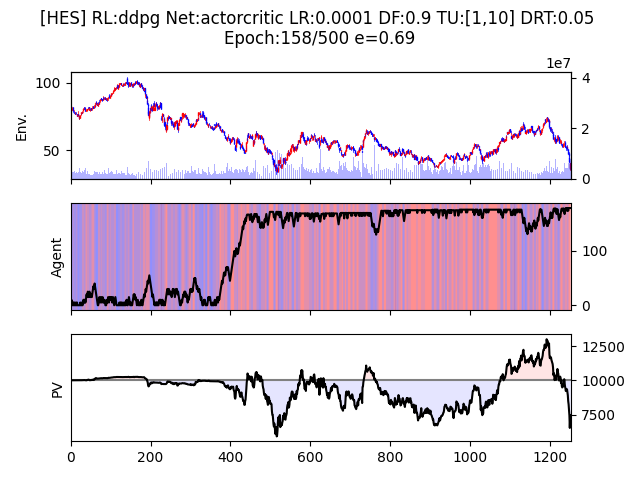 [HES] RL:ddpg Net:actorcritic LR:0.0001 DF:0.9 TU:[1,10] DRT:0.05
Epoch:158/500 e=0.69
1e7
100
50
Env.
4
2
0
Agent
100
0
PV
12500
10000
7500
0 200 400 600 800 1000 1200